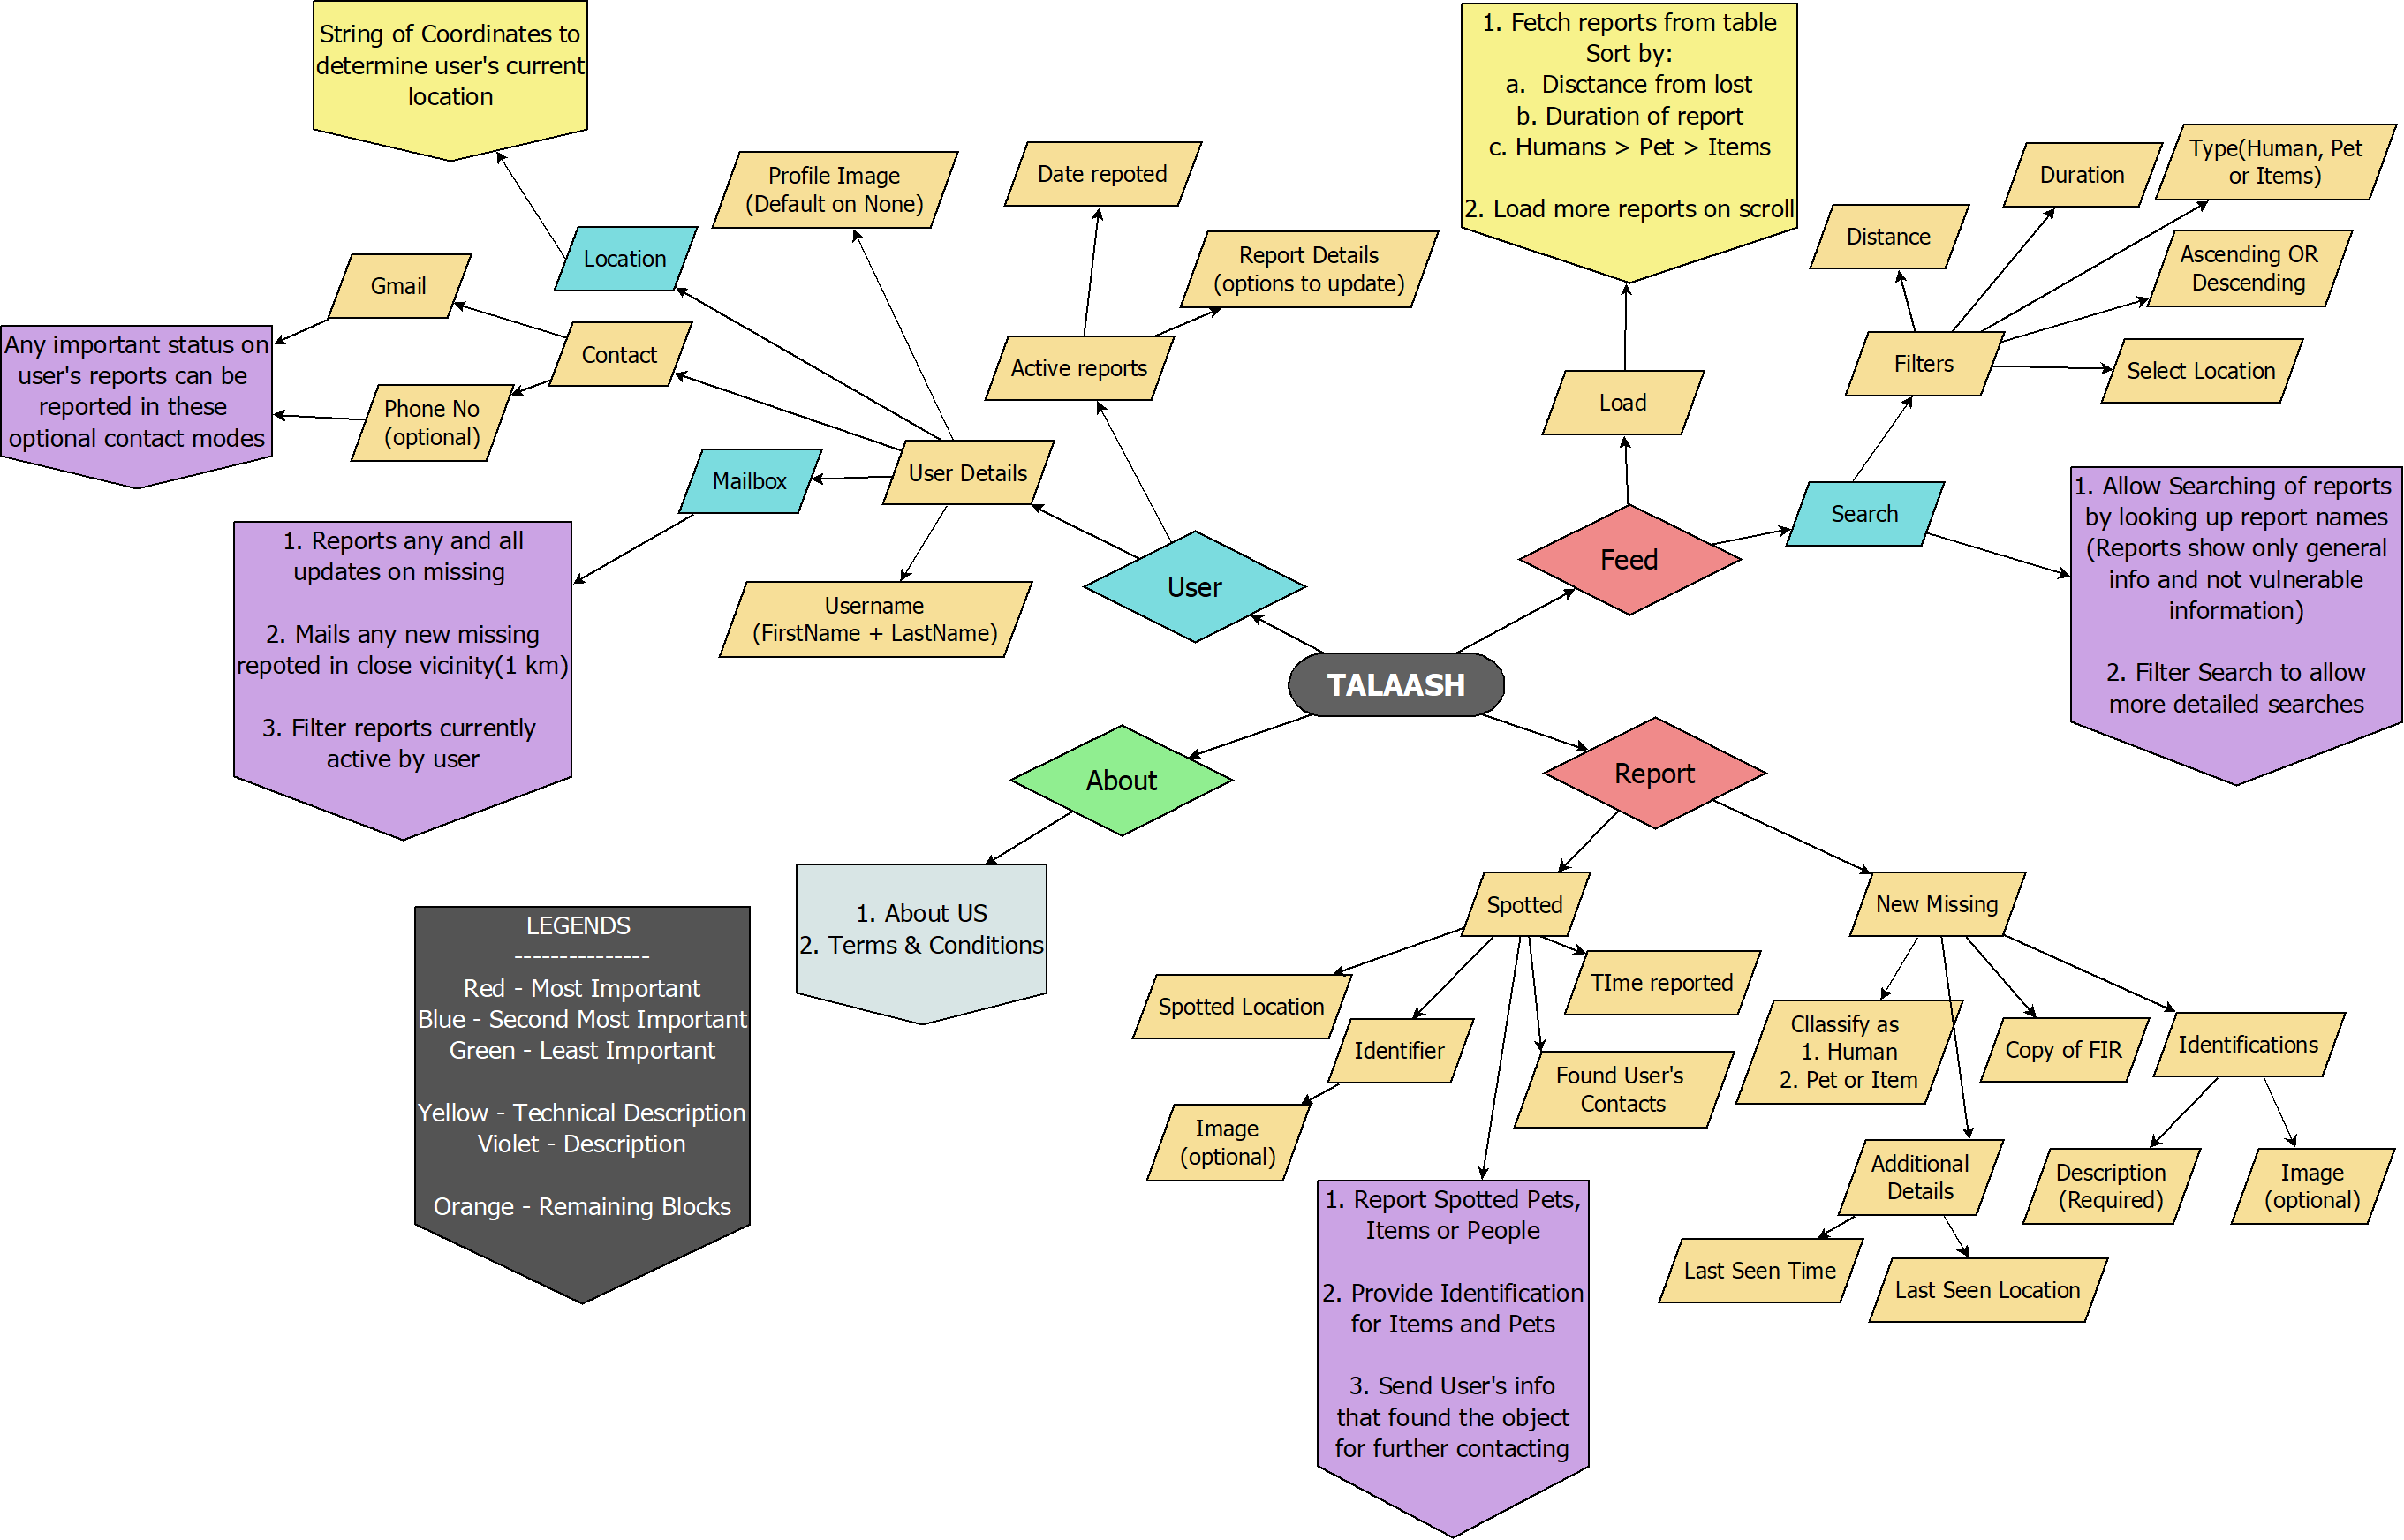 String of Coordinates to
determine user's current
location
1. Fetch reports from table
Sort by:
a.  Disctance from lost
b. Duration of report
c. Humans > Pet > Items
2. Load more reports on scroll
Profile Image
(Default on None)
Date repoted
Duration
Type(Human, Pet
or Items)
Distance
Location
Report Details
(options to update)
Ascending OR
Descending
Gmail
Contact
Active reports
Filters
Select Location
Any important status on
user's reports can be
reported in these
optional contact modes
Phone No
(optional)
Load
Mailbox
User Details
Search
1. Allow Searching of reports
by looking up report names
(Reports show only general
info and not vulnerable
information)
2. Filter Search to allow
more detailed searches
1. Reports any and all
updates on missing
2. Mails any new missing
repoted in close vicinity(1 km)
3. Filter reports currently
active by user
Username
(FirstName + LastName)
User
Feed
TALAASH
About
Report
1. About US
2. Terms & Conditions
LEGENDS
---------------
Red - Most Important
Blue - Second Most Important
Green - Least Important
Yellow - Technical Description
Violet - Description
Orange - Remaining Blocks
Spotted
New Missing
Spotted Location
TIme reported
Identifier
Cllassify as
1. Human
2. Pet or Item
Copy of FIR
Identifications
Image
(optional)
Found User's
Contacts
Additional
Details
Description
(Required)
Image
(optional)
1. Report Spotted Pets,
Items or People
2. Provide Identification
for Items and Pets
3. Send User's info
that found the object
for further contacting
Last Seen Time
Last Seen Location